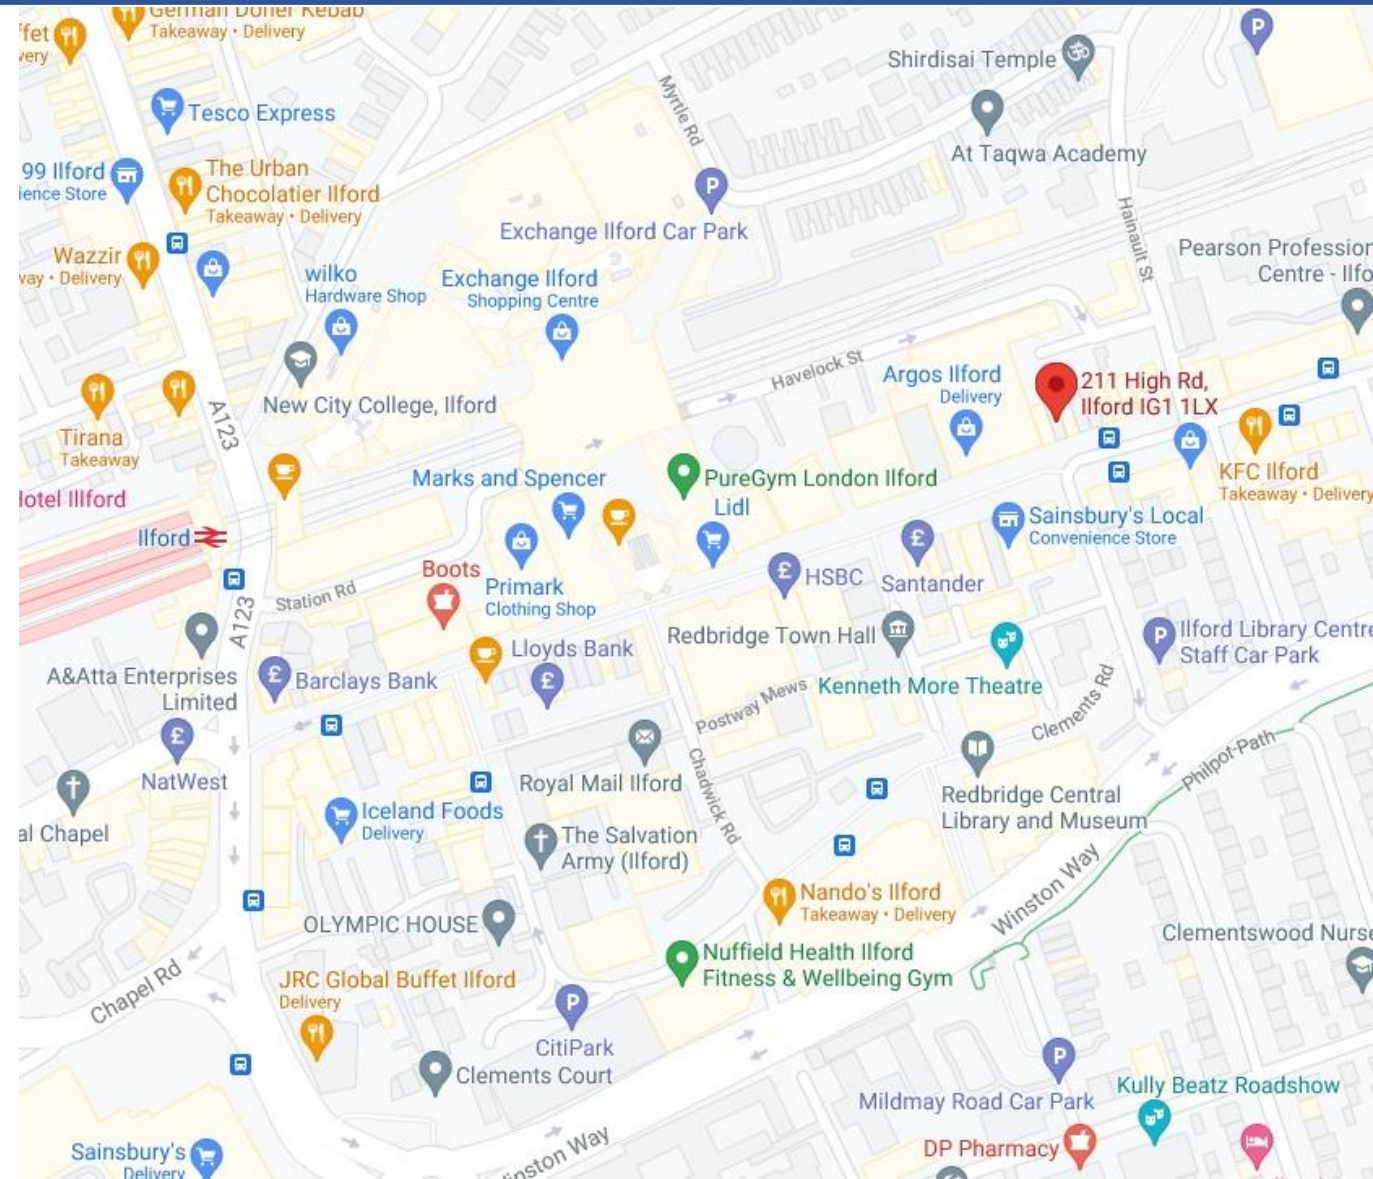 German Doner Kebab
Takeaway • Delivery
Tesco Express
99 Ilford
The Urban
Chocolatier Ilford
Takeaway • Delivery
Wazzir
Delivery
wilko
Hardware Shop
Exchange Ilford
Shopping Centre
Myrtle Rd
P
Exchange Ilford Car Park
Shirdisai Temple
At Taqwa Academy
P
Hainault St
Pearson
Centre -
New City College, Ilford
A123
Tirana
Takeaway
Ilford
Havelock St
Argos Ilford
Delivery
211 High Rd,
Ilford IG1 1LX
KFC Ilford
Takeaway • Delivery
Marks and Spencer
PureGym London Ilford
Lidl
Sainsbury's Local
Convenience Store
Boots
Primark
Clothing Shop
£
HSBC
£
Santander
Station Rd
A123
A&Atta Enterprises
Limited
£
Barclays Bank
Lloyds Bank
£
Redbridge Town Hall
Kenneth More Theatre
P
Ilford Library Centre
Staff Car Park
£
NatWest
Postway Mews
Clements Rd
Philpot Path
Royal Mail Ilford
Chadwick Rd
Redbridge Central
Library and Museum
Chapel
Iceland Foods
Delivery
The Salvation
Army (Ilford)
Nando's Ilford
Takeaway • Delivery
Winston Way
OLYMPIC HOUSE
Clementswood
Nuffield Health Ilford
Fitness & Wellbeing Gym
Chapel Rd
JRC Global Buffet Ilford
Delivery
P
CitiPark
Clements Court
P
Mildmay Road Car Park
Kully Beatz Roadshow
DP Pharmacy
Sainsbury's
Delivery
Way